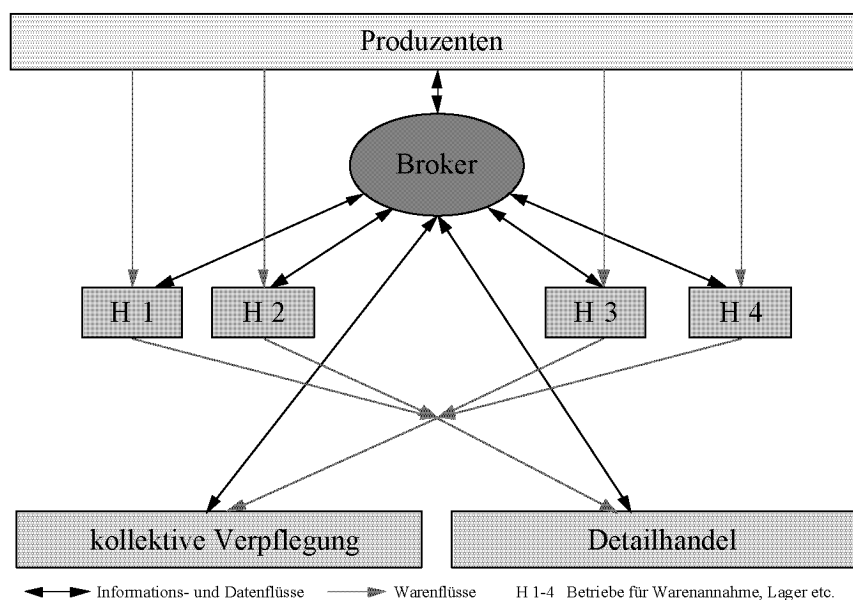 Produzenten
Broker
H 1
H 2
H 3
H 4
kollektive Verpflegung
Detailhandel
Informations- und Datenflüsse
Warenflüsse
H 1-4 Betriebe für Warenannahme, Lager etc.